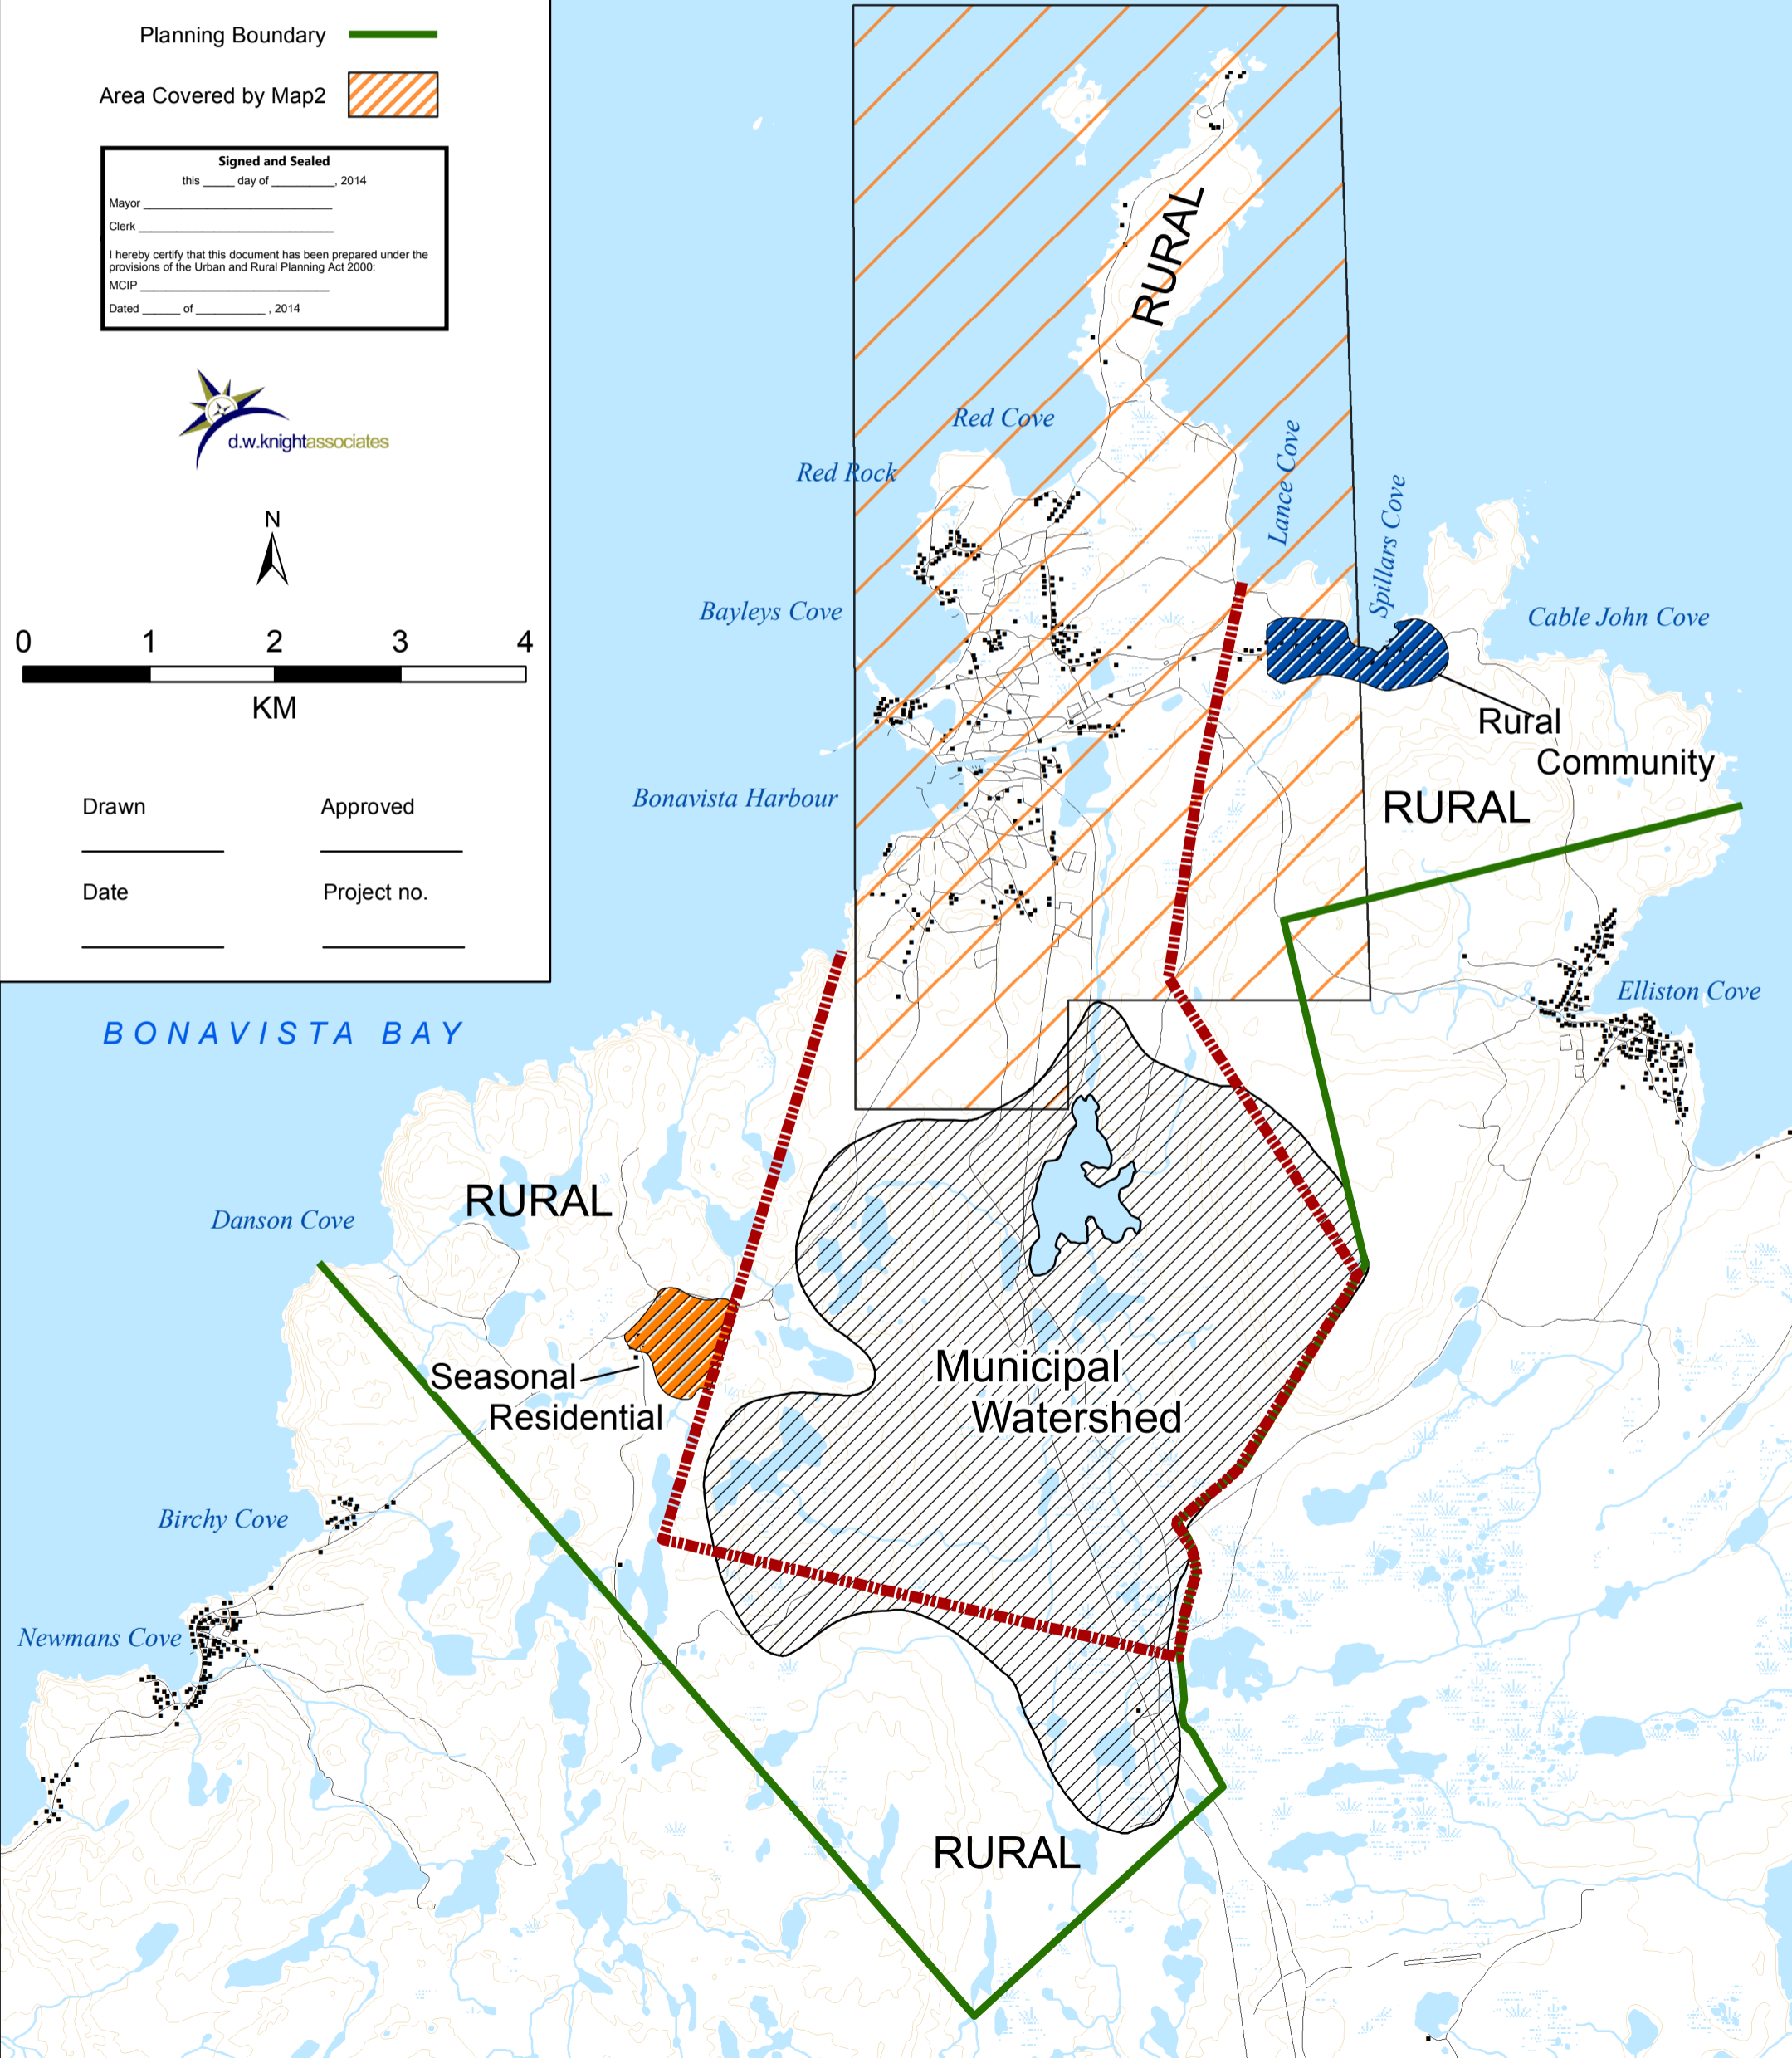 Planning Boundary
Area Covered by Map2
Signed and Sealed
this _____ day of __________, 2014
Mayor ______________________________
Clerk _______________________________
I hereby certify that this document has been prepared under the
provisions of the Urban and Rural Planning Act 2000:
MCIP ______________________________
Dated ______ of ___________ , 2014
d.w.knightassociates
N
0 1 2 3 4
KM
Drawn Approved
Date Project no.
BONAVISTA BAY
RURAL
Red Cove
Red Rock
Lance Cove
Spillars Cove
Bayleys Cove
Cable John Cove
Rural
Community
RURAL
Bonavista Harbour
Elliston Cove
RURAL
Danson Cove
Seasonal
Residential
Municipal
Watershed
Birchy Cove
Newmans Cove
RURAL